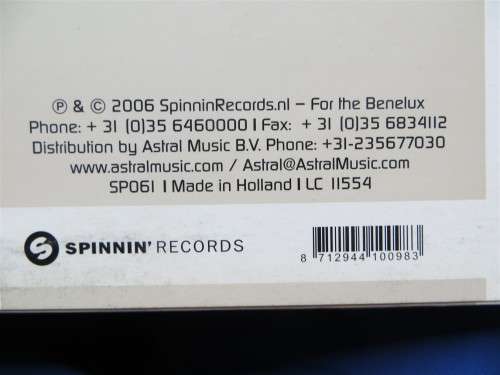 ℗ & © 2006 SpinninRecords.nl – For the Benelux
Phone: + 31 (0)35 6460000 | Fax: + 31 (0)35 6834112
Distribution by Astral Music B.V. Phone: +31-235677030
www.astralmusic.com / Astral@AstralMusic.com
SP061 | Made in Holland | LC 11554
S SPINNIN' RECORDS
8 712944 100983